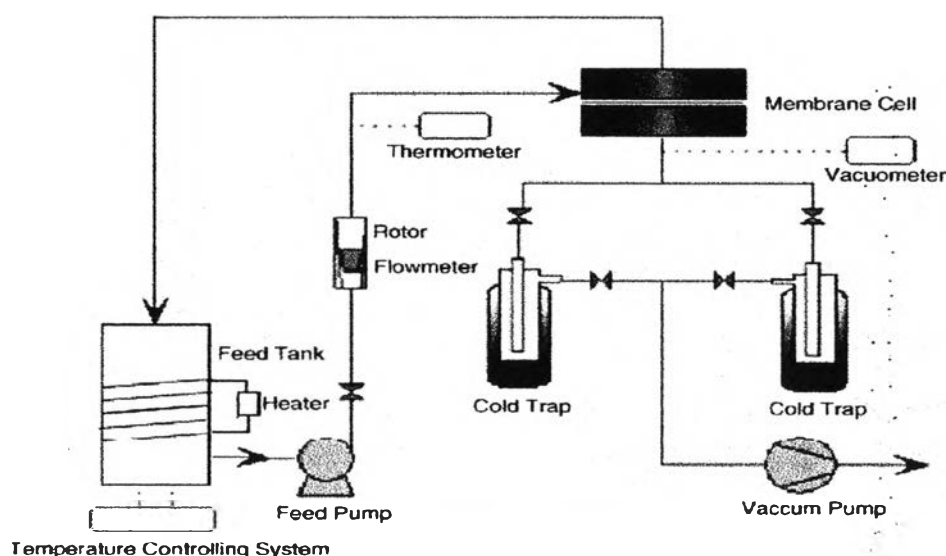 Membrane Cell
Thermometer
Vacuometer
Rotor
Flowmeter
Feed Tank
Heater
Cold Trap
Cold Trap
Feed Pump
Vaccum Pump
Temperature Controlling System